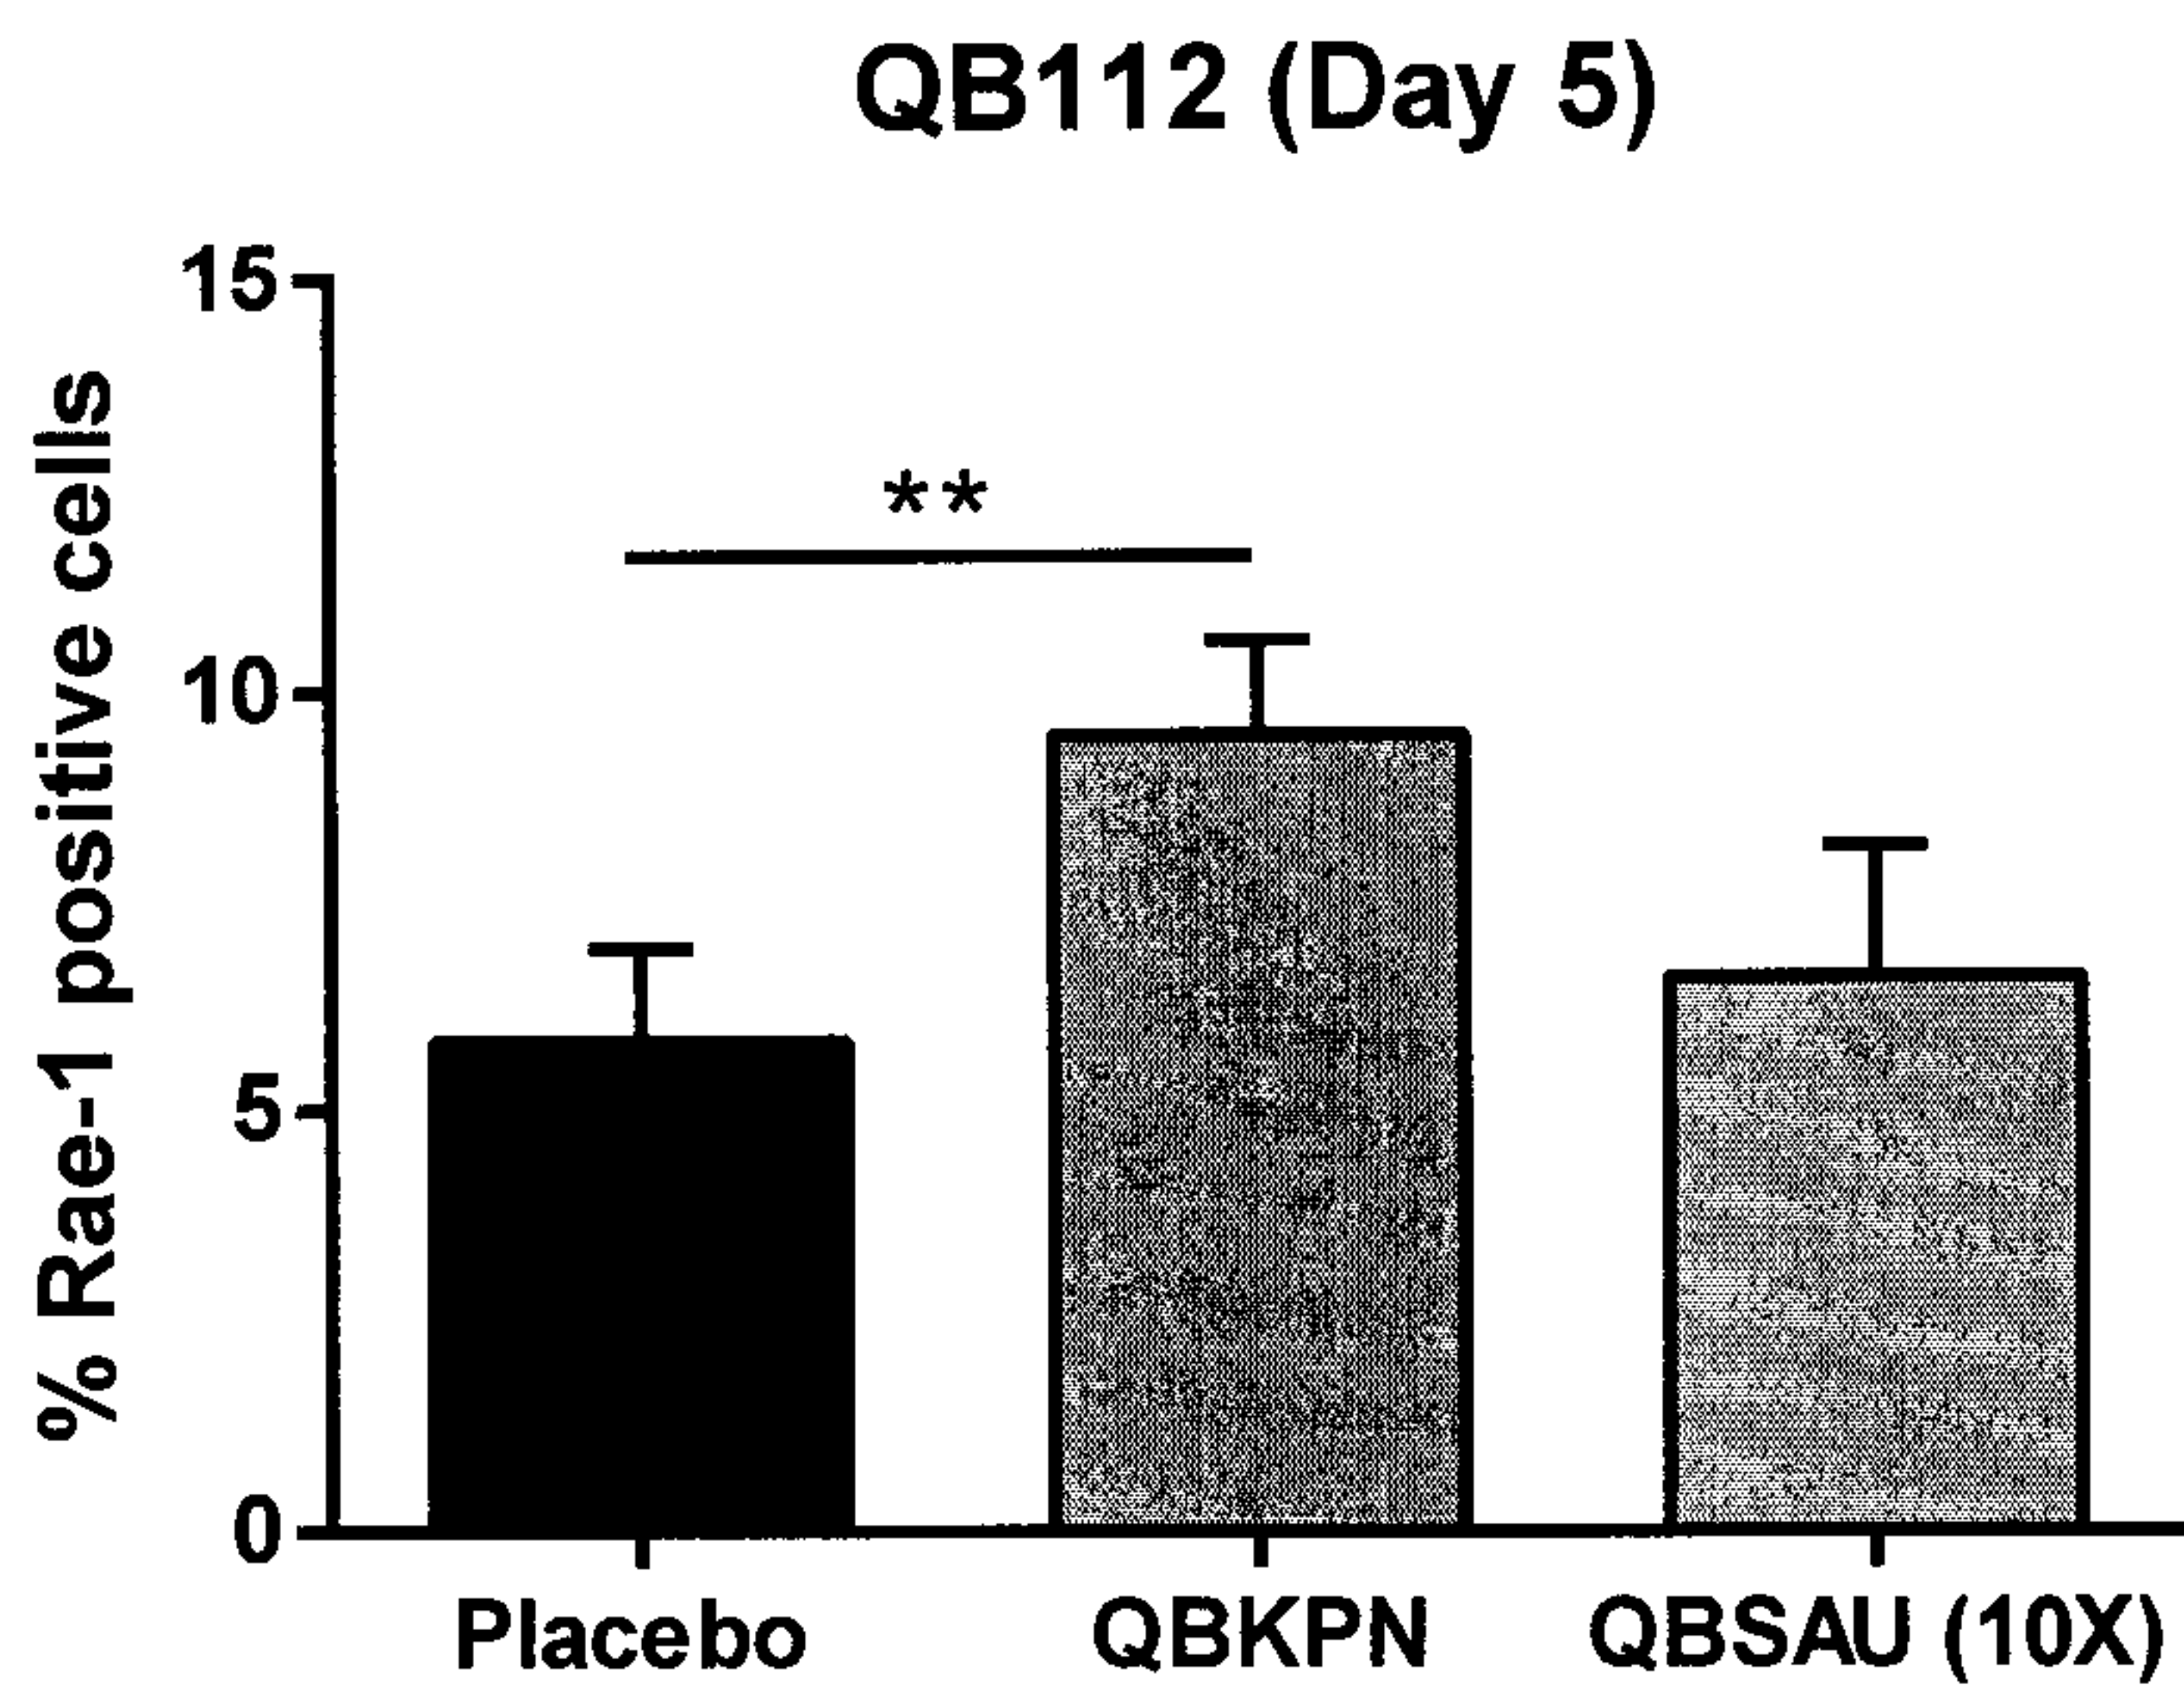 QB112 (Day 5)
% Rae-1 positive cells
15
10
5
0
**
Placebo
QBKPN
QBSAU (10X)